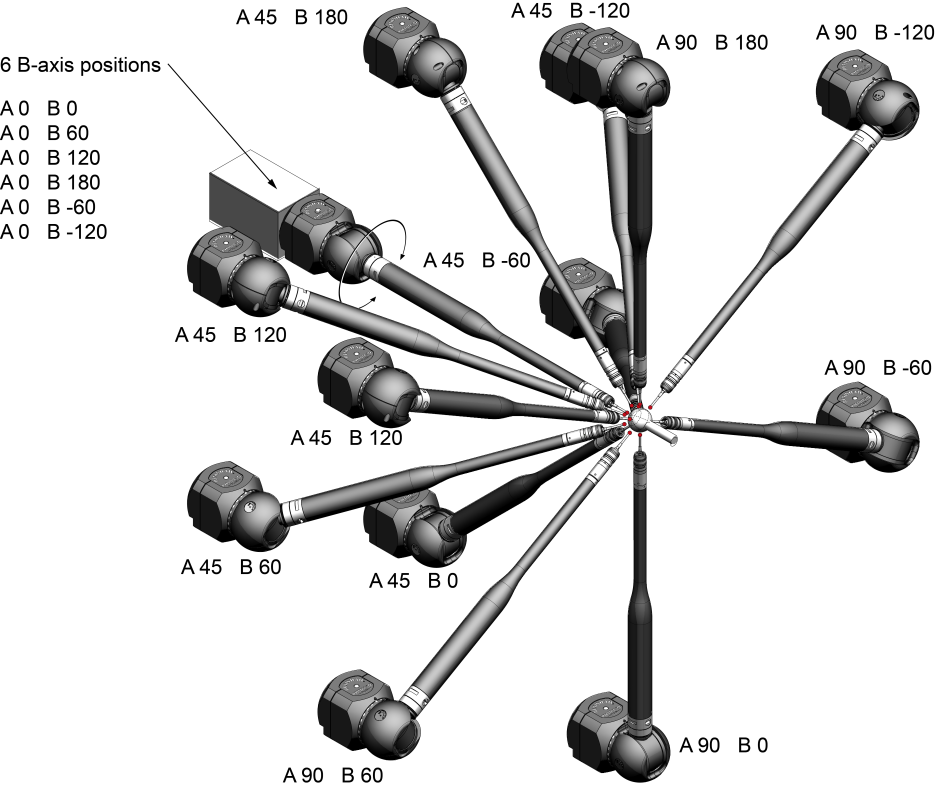 A 45 B 180
A 45 B -120
A 90 B 180
A 90 B -120
6 B-axis positions
A 0 B 0
A 0 B 60
A 0 B 120
A 0 B 180
A 0 B -60
A 0 B -120
A 45 B -60
A 45 B 120
A 90 B -60
A 45 B 120
A 45 B 60
A 45 B 0
A 90 B 0
A 90 B 60